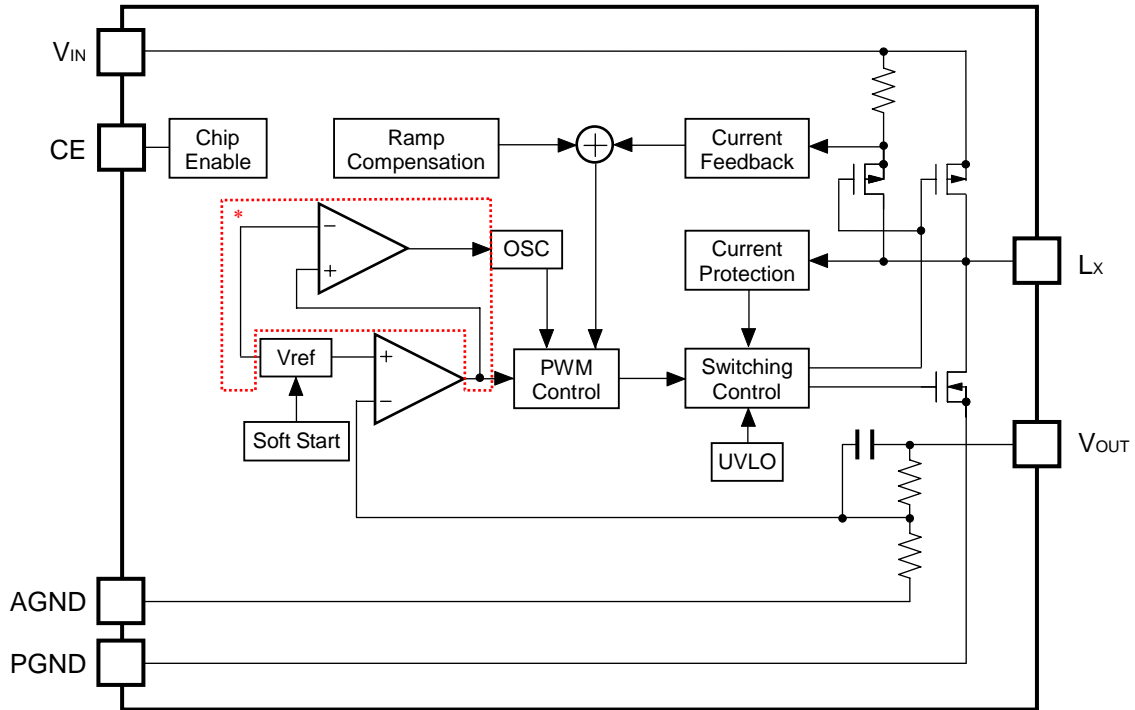 VIN
CE
Chip
Enable
Ramp
Compensation
+
Current
Feedback
*
−
+
OSC
Current
Protection
LX
Vref
+
−
PWM
Control
Switching
Control
Soft Start
UVLO
VOUT
AGND
PGND